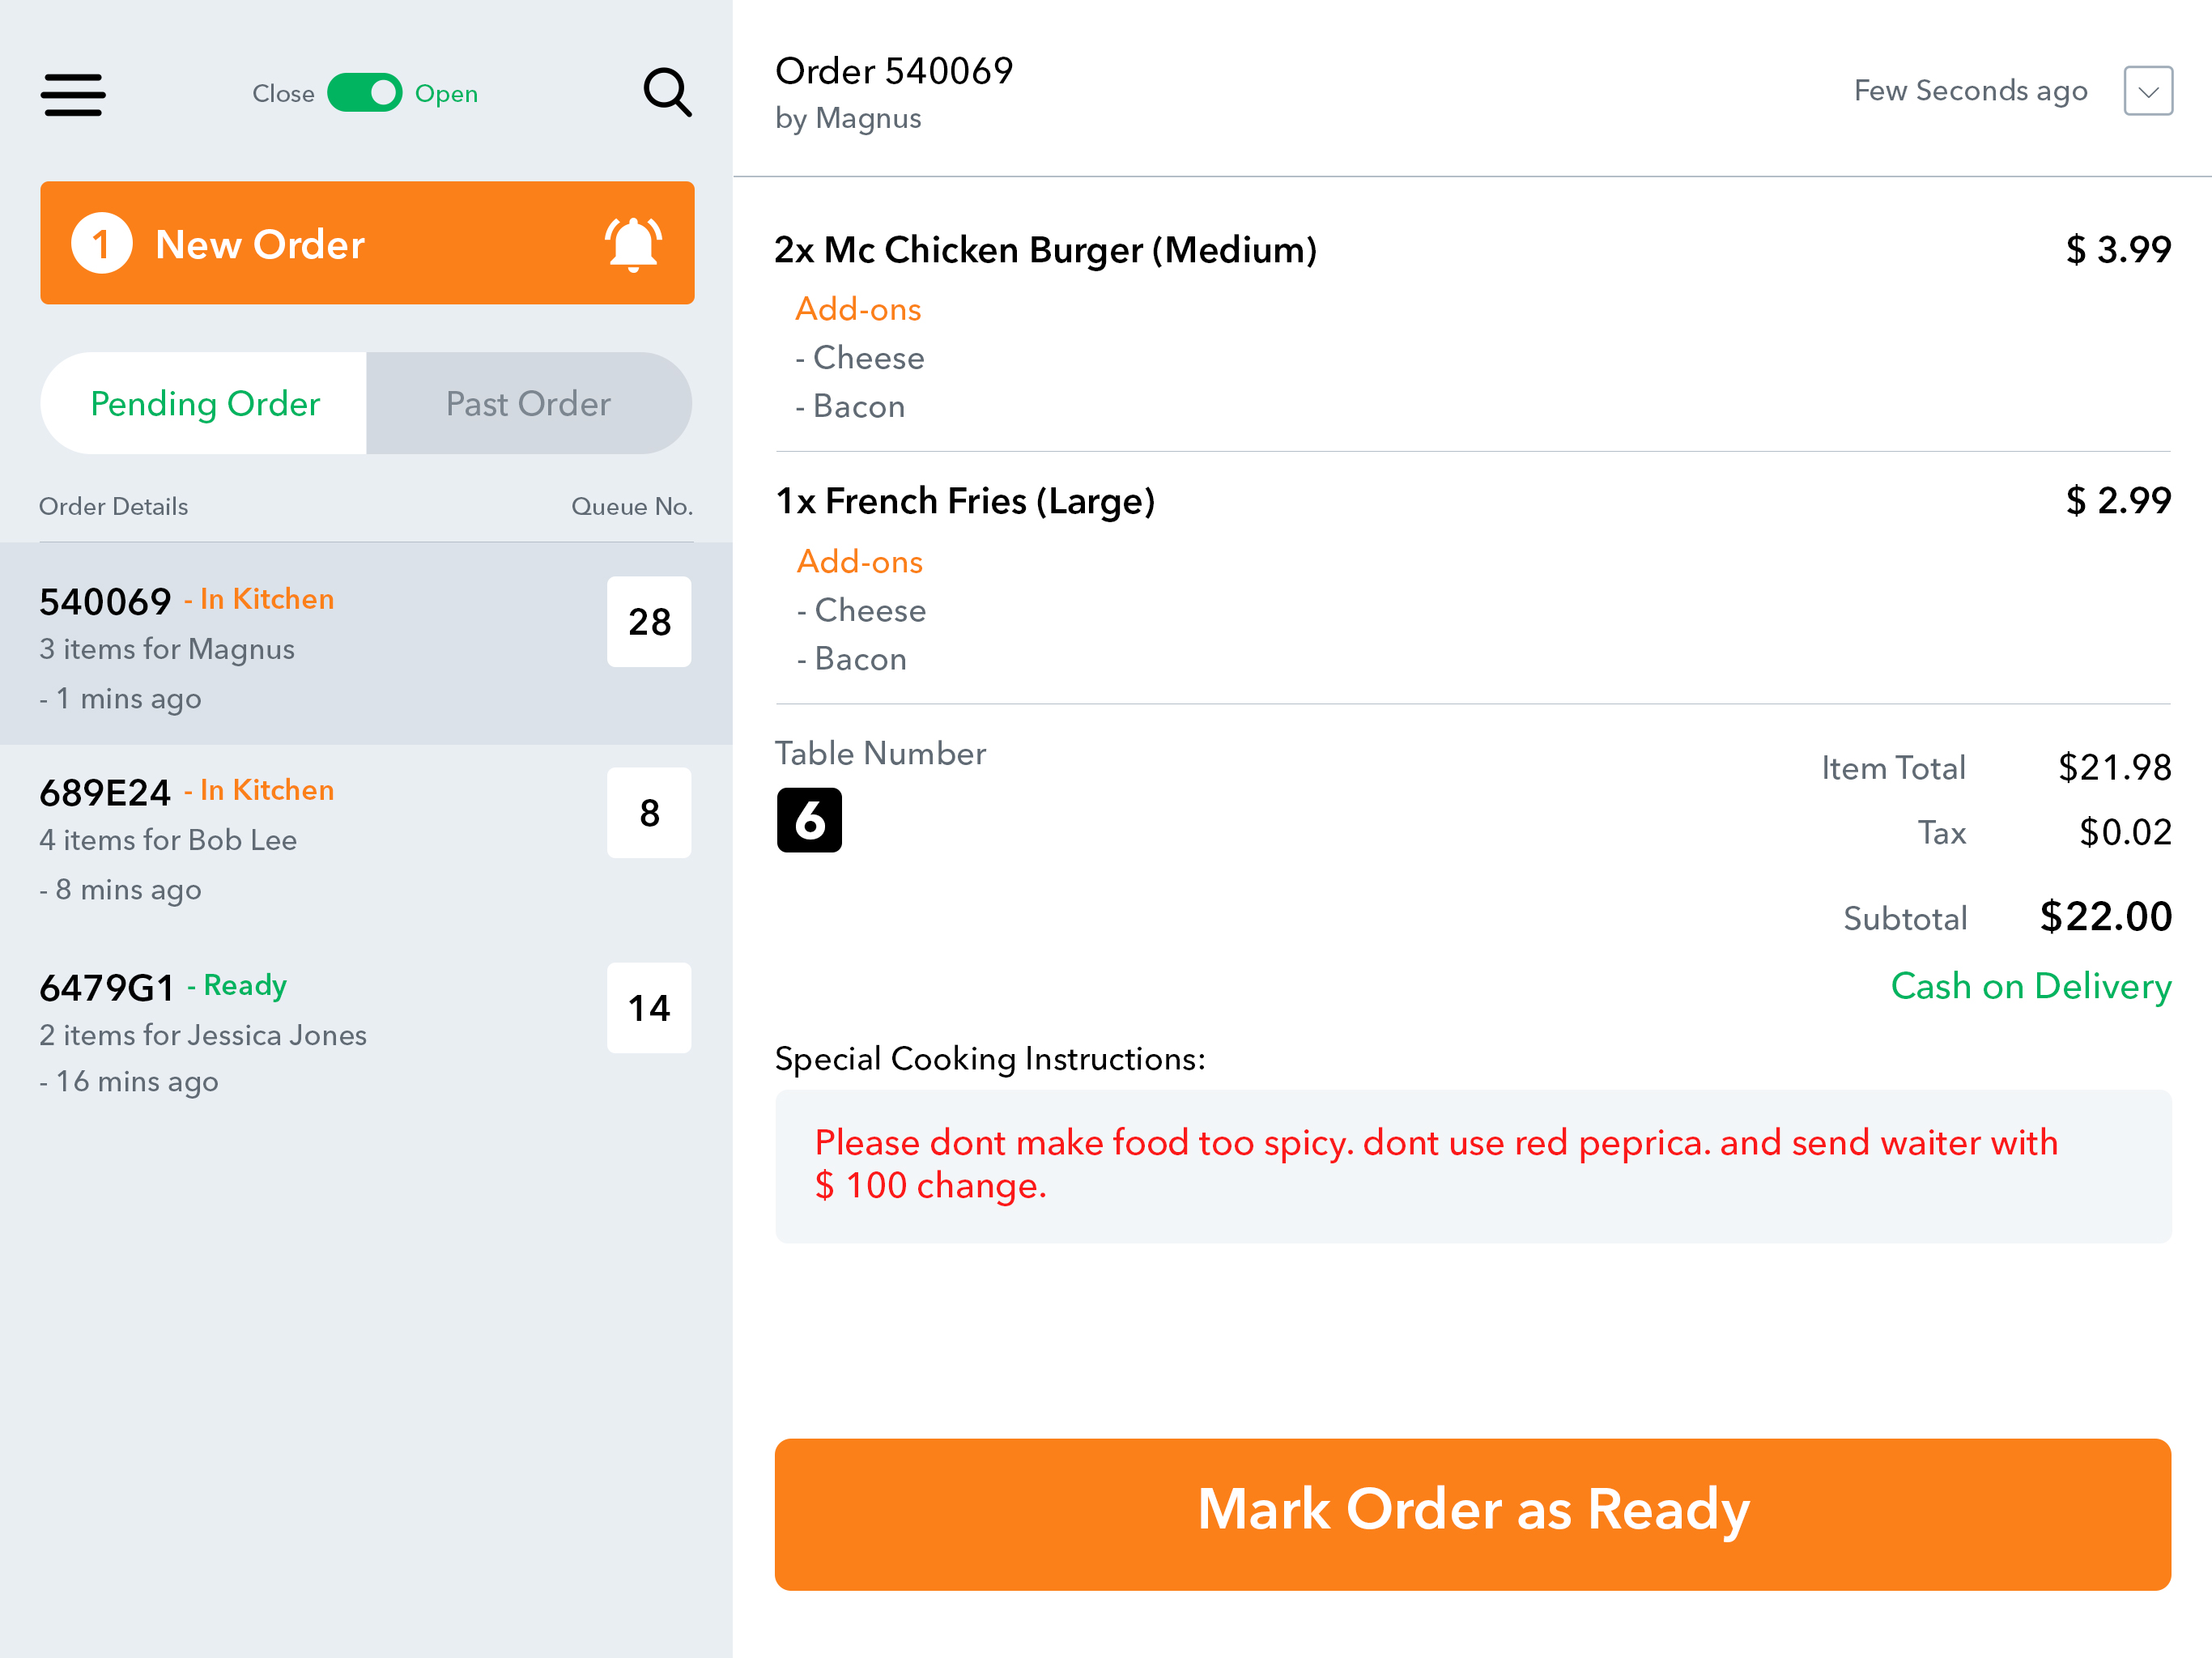 Close Open
1 New Order
Pending Order Past Order
Order Details Queue No.
540069 - In Kitchen 28
3 items for Magnus
- 1 mins ago
689E24 - In Kitchen 8
4 items for Bob Lee
- 8 mins ago
6479G1 - Ready 14
2 items for Jessica Jones
- 16 mins ago
Order 540069
by Magnus
Few Seconds ago
2x Mc Chicken Burger (Medium) $ 3.99
Add-ons
- Cheese
- Bacon
1x French Fries (Large) $ 2.99
Add-ons
- Cheese
- Bacon
Table Number
6
Item Total $21.98
Tax $0.02
Subtotal $22.00
Cash on Delivery
Special Cooking Instructions:
Please dont make food too spicy. dont use red peprica. and send waiter with
$ 100 change.
Mark Order as Ready